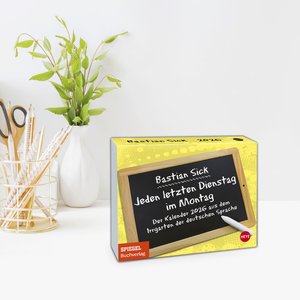 Bastian Sick 2026
Bastian Sick
Jeden letzten Dienstag
im Montag
Der Kalender 2026 aus dem
Irrgarten der deutschen Sprache
HEYE
SPIEGEL
Buchverlag